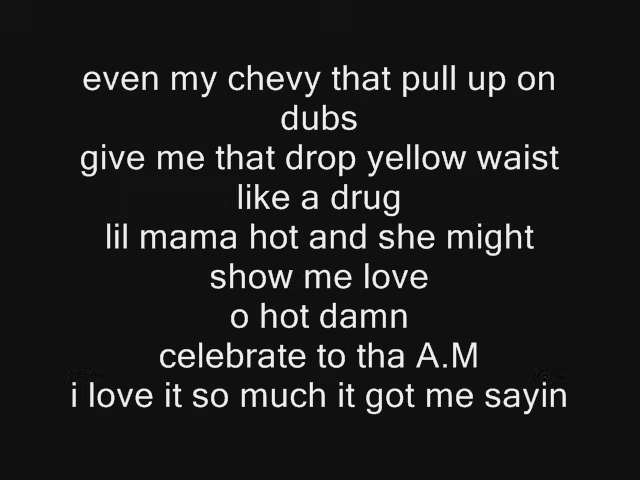 even my chevy that pull up on
dubs
give me that drop yellow waist
like a drug
lil mama hot and she might
show me love
o hot damn
celebrate to tha A.M
i love it so much it got me sayin